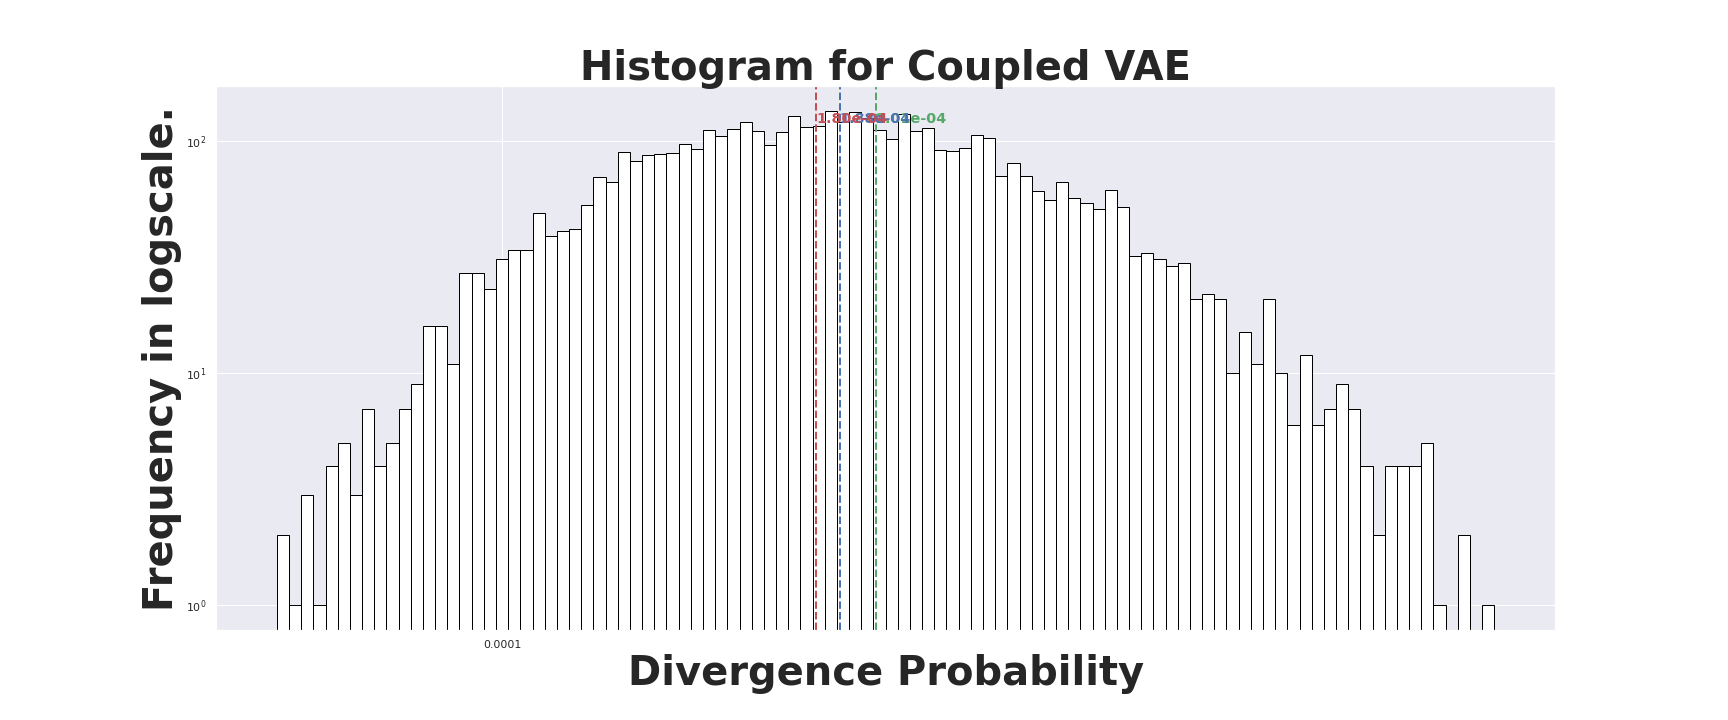 Histogram for Coupled VAE
Frequency in logscale.
10²
10¹
10⁰
0.0001
Divergence Probability